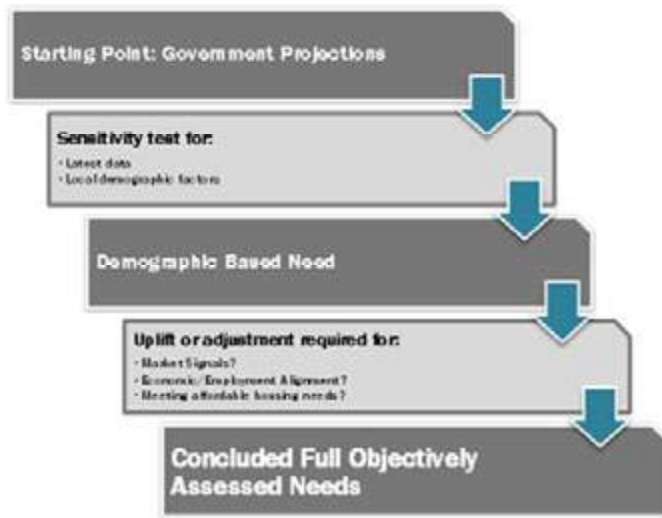 Starting Point: Government Projections
Sensitivity test for:
• Latest data
• Local demographic factors
Demographic Based Need
Uplift or adjustment required for:
• Market Signals?
• Economic/Employment Alignment?
• Meeting affordable housing needs?
Concluded Full Objectively
Assessed Needs